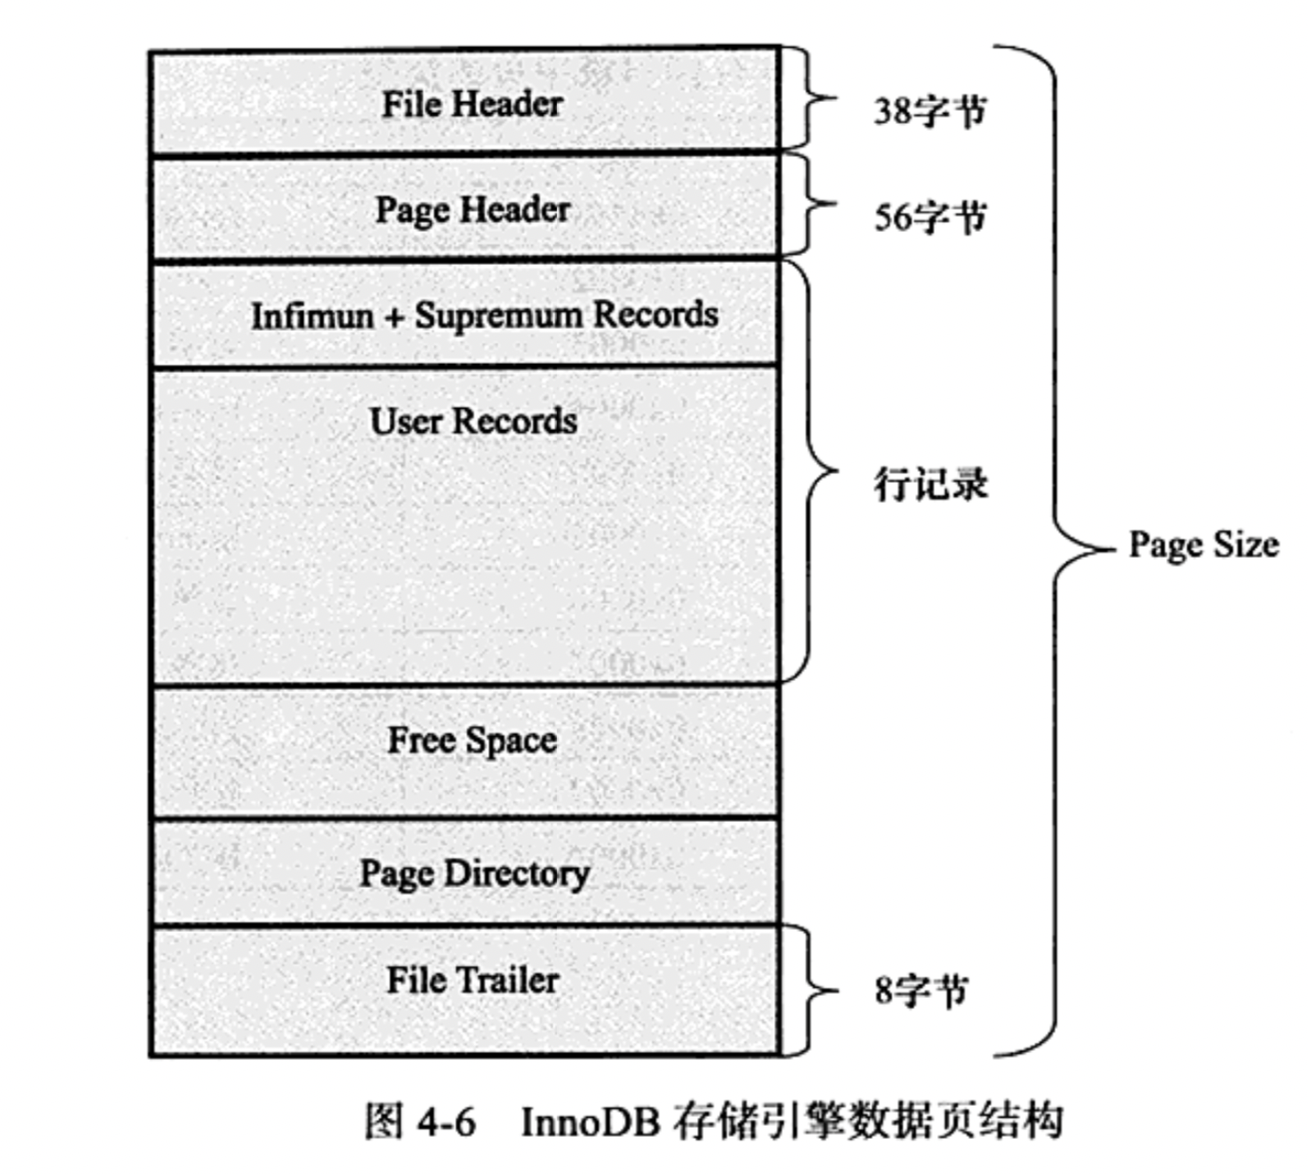 File Header
38字节
Page Header
56字节
Infimun + Supremum Records
User Records
行记录
Page Size
Free Space
Page Directory
File Trailer
8字节
图 4-6 InnoDB 存储引擎数据页结构